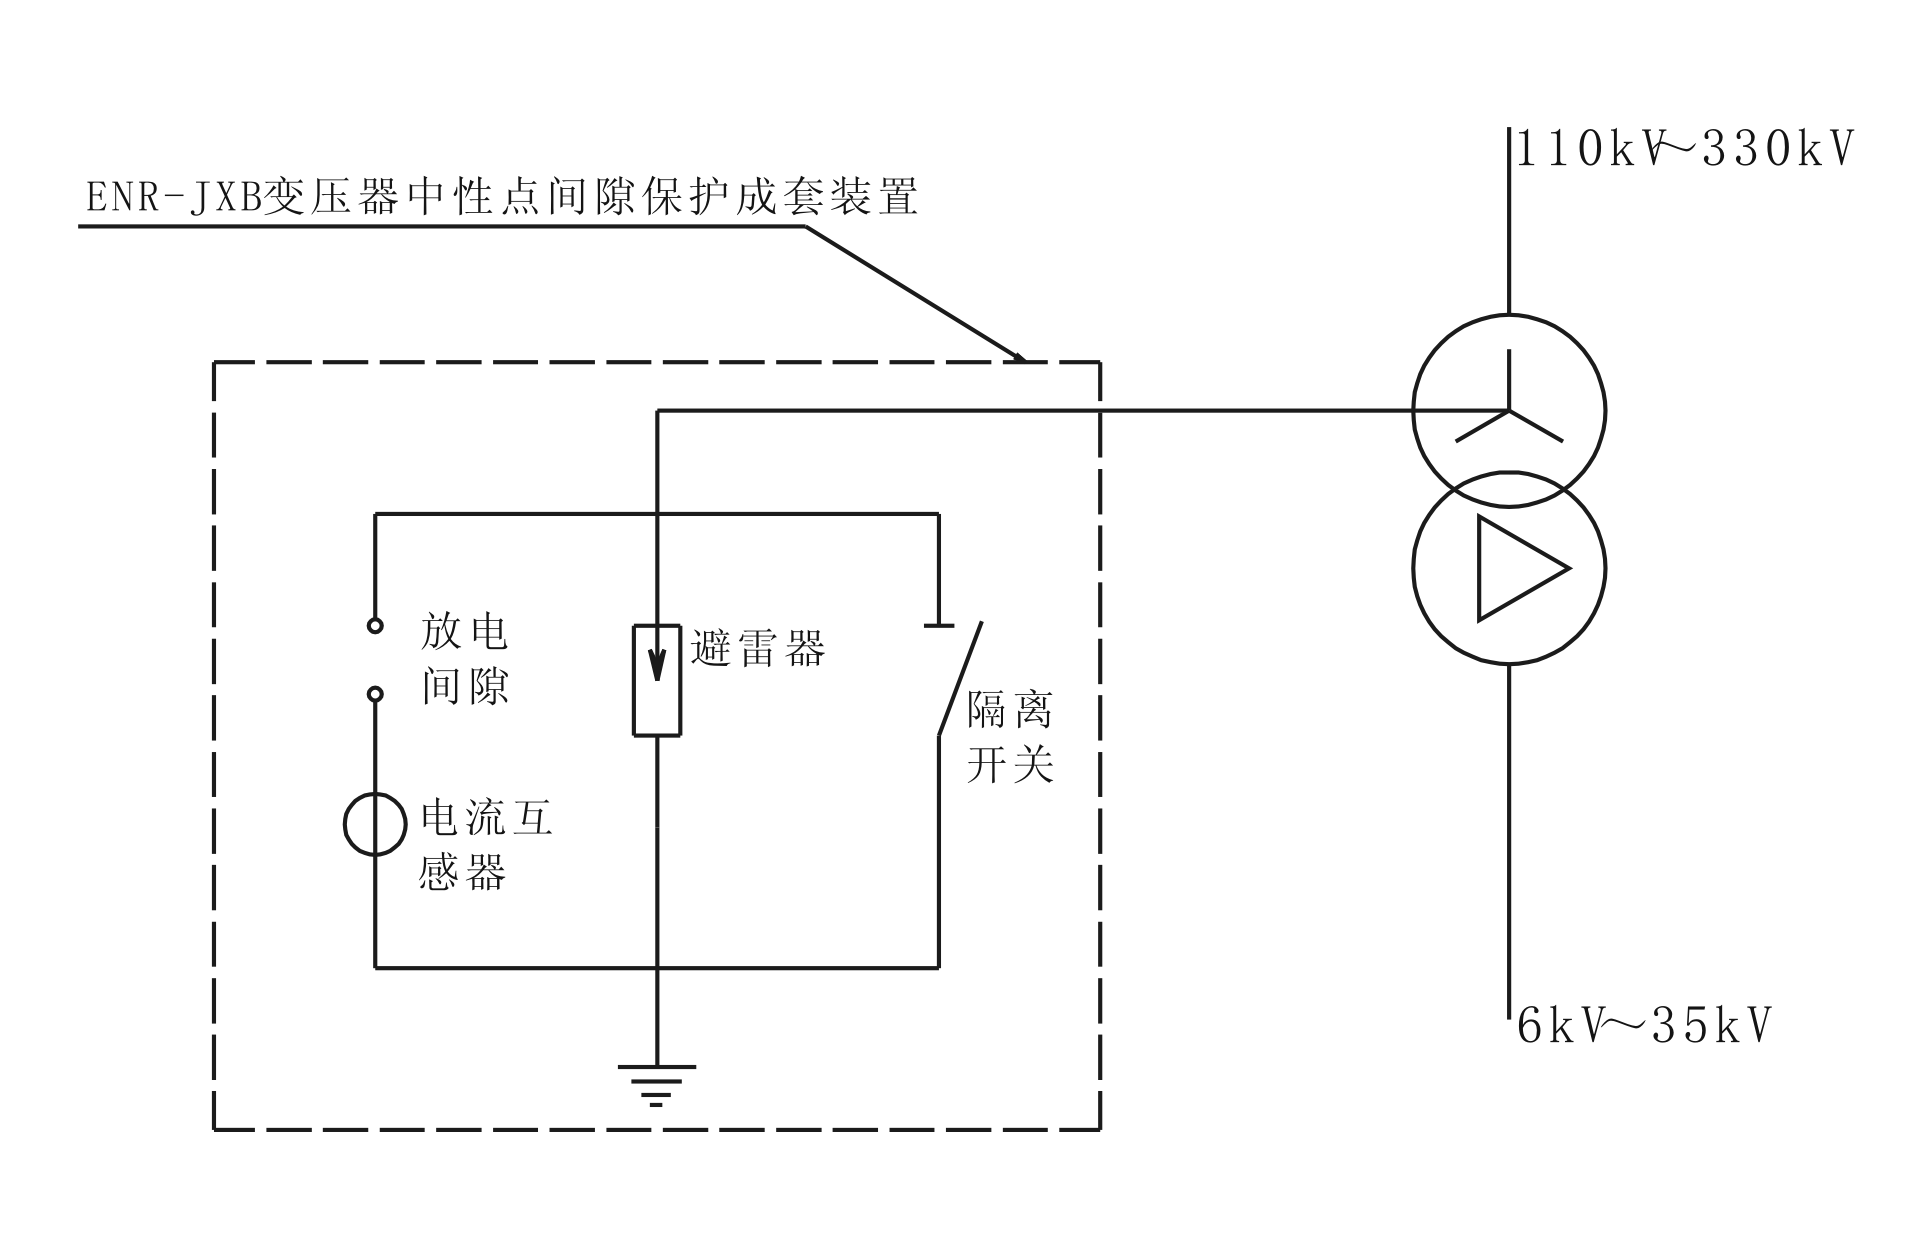 110kV～330kV
ENR-JXB变压器中性点间隙保护成套装置
放电
间隙
避雷器
隔离
开关
电流互
感器
6kV～35kV